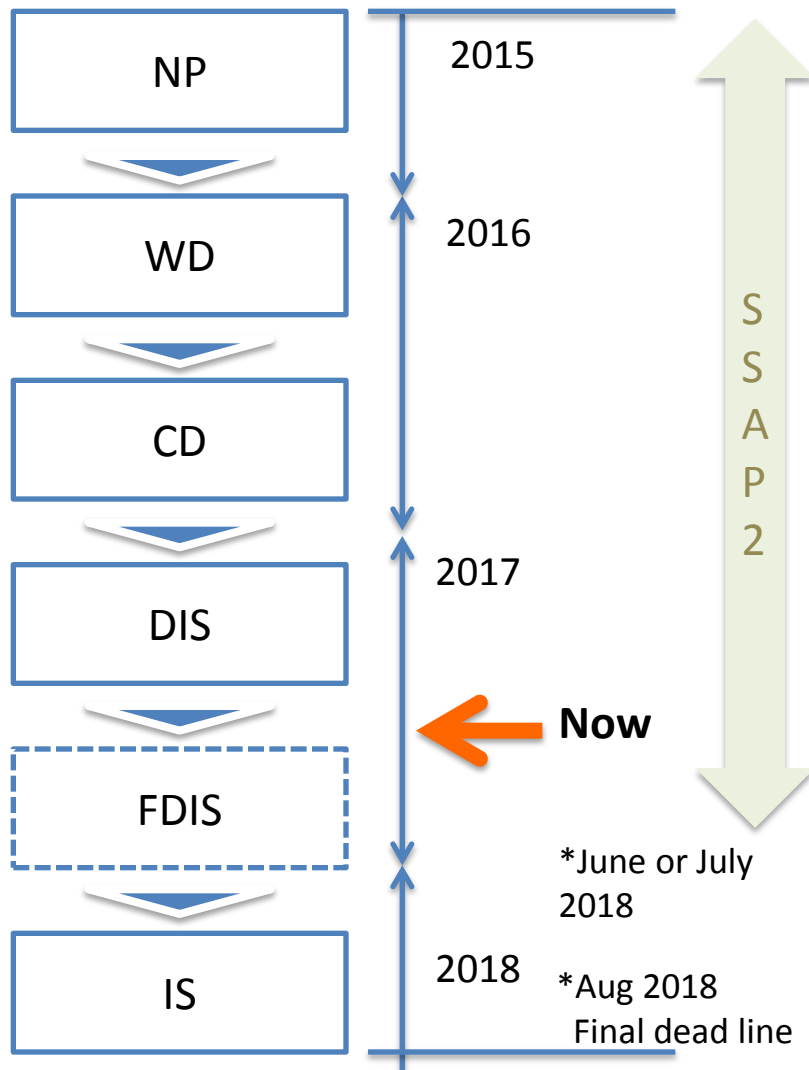 NP
2015
WD
2016
S
S
A
P
2
CD
2017
DIS
Now
FDIS
*June or July
2018
IS
2018
*Aug 2018
Final dead line